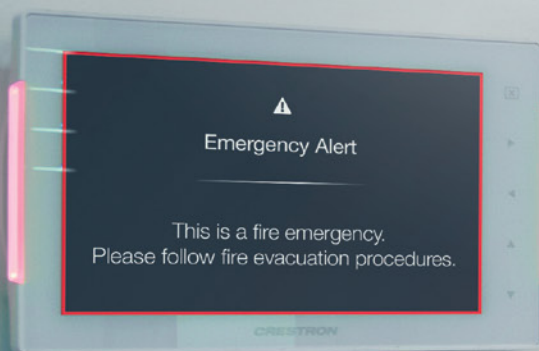 Emergency Alert
This is a fire emergency.
Please follow fire evacuation procedures.
CRESTRON